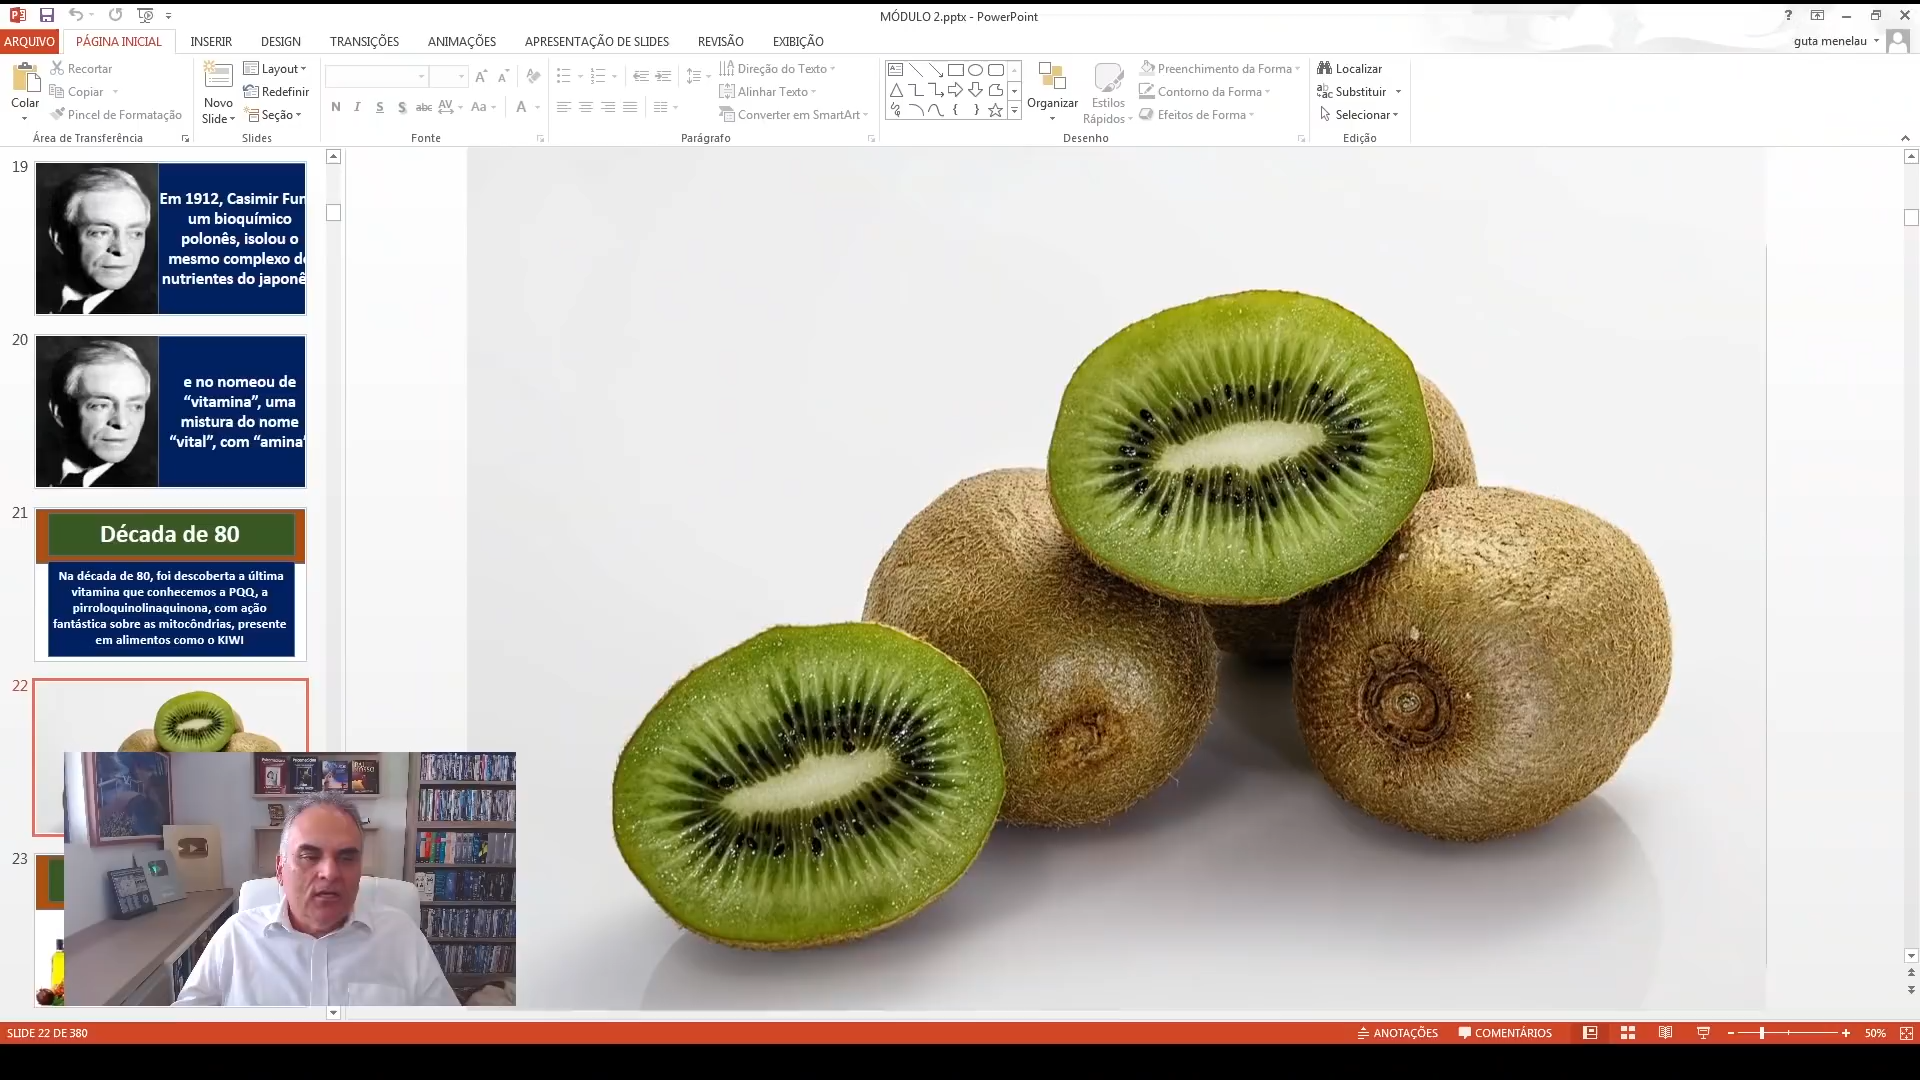 MÓDULO 2.pptx - PowerPoint
ARQUIVO PÁGINA INICIAL INSERIR DESIGN TRANSIÇÕES ANIMAÇÕES APRESENTAÇÃO DE SLIDES REVISÃO EXIBIÇÃO guta menelau
Colar
Recortar
Copiar
Pincel de Formatação
Área de Transferência
Novo
Slide
Layout
Redefinir
Seção
Slides
N I S S abc AV Aa A
Fonte
Direção do Texto
Alinhar Texto
Converter em SmartArt
Parágrafo
Organizar
Estilos
Rápidos
Preenchimento da Forma
Contorno da Forma
Efeitos de Forma
Desenho
Localizar
Substituir
Selecionar
Edição
19
Em 1912, Casimir Fun
um bioquímico
polonês, isolou o
mesmo complexo de
nutrientes do japonê
20
e no nomeou de
“vitamina”, uma
mistura do nome
“vital”, com “amina”
21
Década de 80
Na década de 80, foi descoberta a última
vitamina que conhecemos a PQQ, a
pirroloquinolinaquinona, com ação
fantástica sobre as mitocôndrias, presente
em alimentos como o KIWI
22
23
SLIDE 22 DE 380 ANOTAÇÕES COMENTÁRIOS 50%